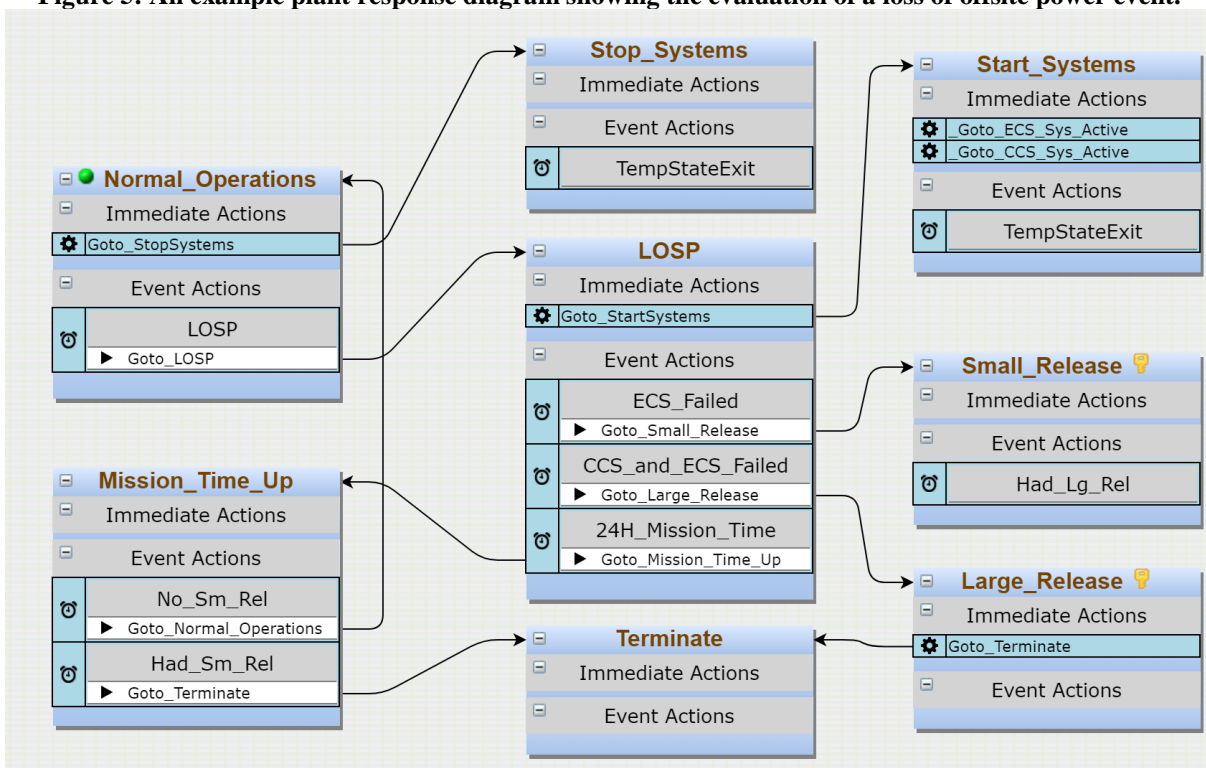 Figure 3: An example plant response diagram showing the evaluation of a loss of offsite power event.
Normal_Operations
Immediate Actions
Goto_StopSystems
Event Actions
LOSP
Goto_LOSP
Mission_Time_Up
Immediate Actions
Event Actions
No_Sm_Rel
Goto_Normal_Operations
Had_Sm_Rel
Goto_Terminate
Stop_Systems
Immediate Actions
Event Actions
TempStateExit
LOSP
Immediate Actions
Goto_StartSystems
Event Actions
ECS_Failed
Goto_Small_Release
CCS_and_ECS_Failed
Goto_Large_Release
24H_Mission_Time
Goto_Mission_Time_Up
Terminate
Immediate Actions
Event Actions
Start_Systems
Immediate Actions
_Goto_ECS_Sys_Active
_Goto_CCS_Sys_Active
Event Actions
TempStateExit
Small_Release
Immediate Actions
Event Actions
Had_Lg_Rel
Large_Release
Immediate Actions
Goto_Terminate
Event Actions